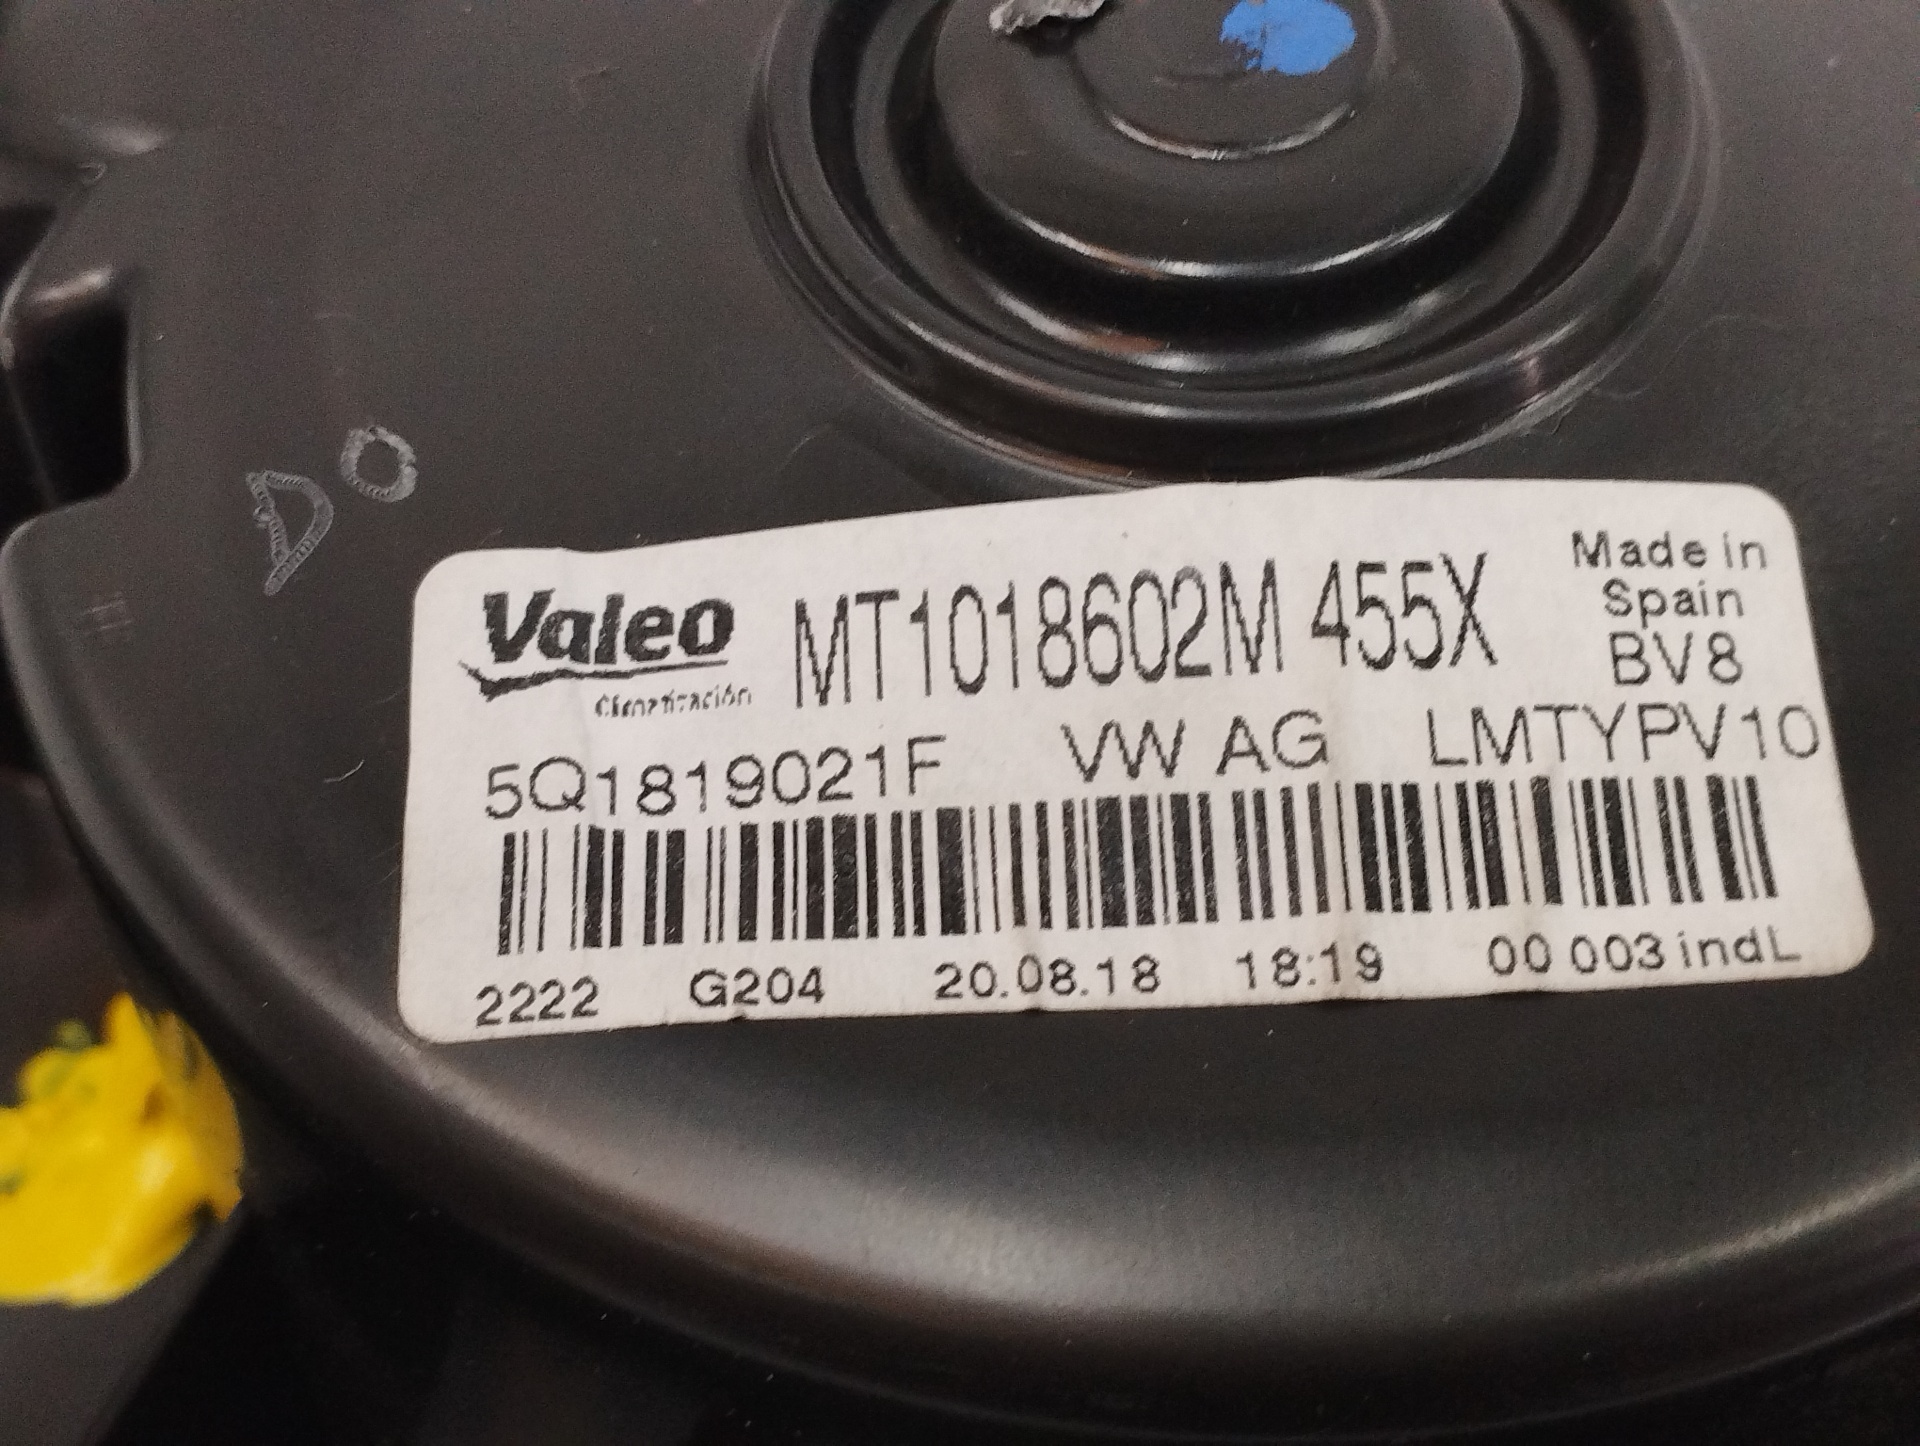 DO
Valeo MT1018602M 455X
Climatización
Made in
Spain
BV8
5Q1819021F VW AG LMTYPV10
2222 G204 20.08.18 18:19 00 003 indL